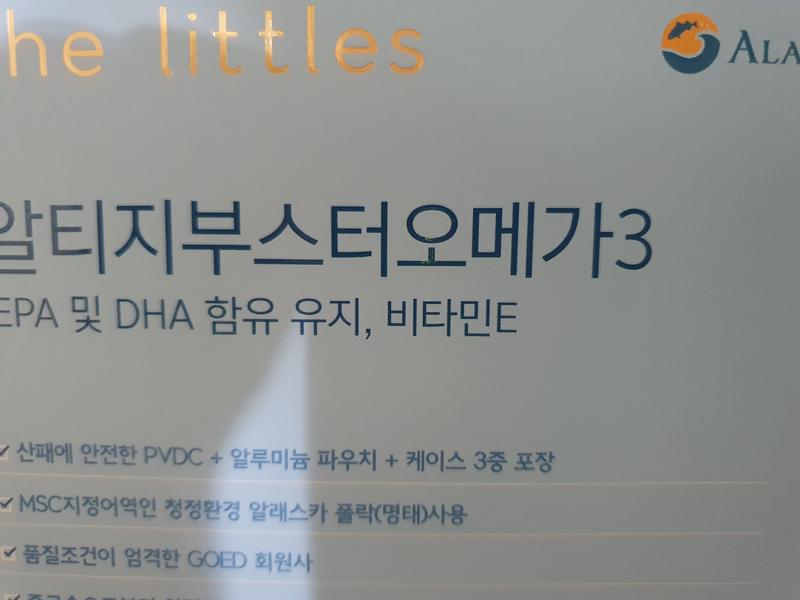 he littles
ALA
알티지부스터오메가3
EPA 및 DHA 함유 유지, 비타민E
산패에 안전한 PVDC + 알루미늄 파우치 + 케이스 3중 포장
MSC지정어역인 청정환경 알래스카 폴락(명태)사용
품질조건이 엄격한 GOED 회원사